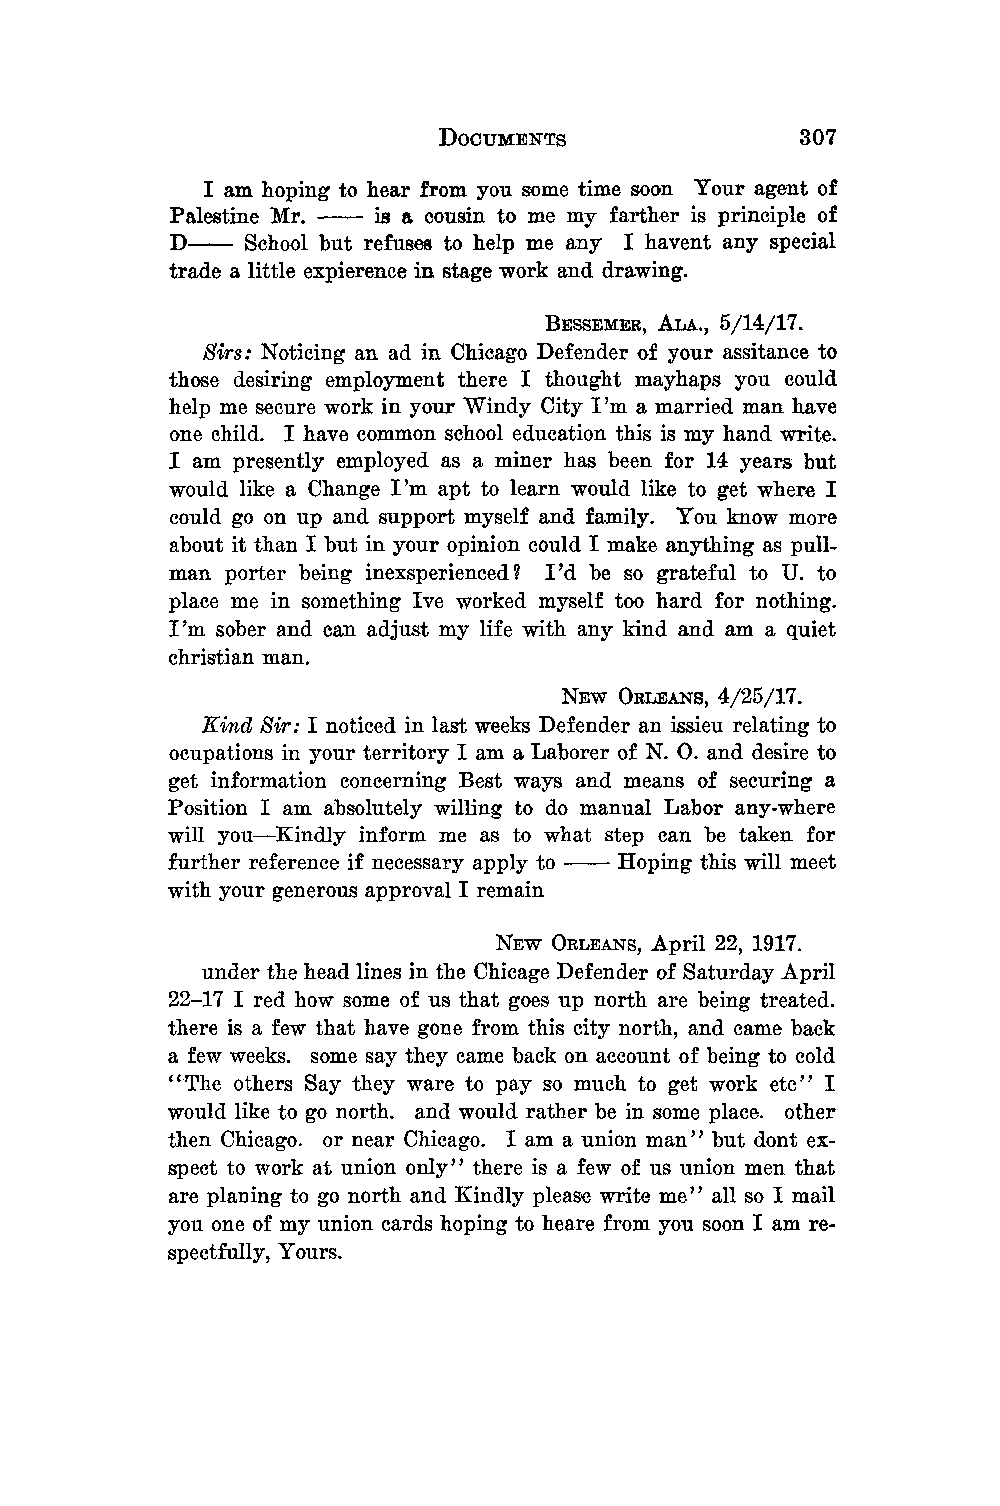 DOCUMENTS 307
I am hoping to hear from you some time soon Your agent of
Palestine Mr. —— is a cousin to me my farther is principle of
D—— School but refuses to help me any I havent any special
trade a little expierence in stage work and drawing.
BESSEMER, ALA., 5/14/17.
Sirs: Noticing an ad in Chicago Defender of your assitance to
those desiring employment there I thought mayhaps you could
help me secure work in your Windy City I'm a married man have
one child. I have common school education this is my hand write.
I am presently employed as a miner has been for 14 years but
would like a Change I'm apt to learn would like to get where I
could go on up and support myself and family. You know more
about it than I but in your opinion could I make anything as pull-
man porter being inexsperienced? I'd be so grateful to U. to
place me in something Ive worked myself too hard for nothing.
I'm sober and can adjust my life with any kind and am a quiet
christian man.
NEW ORLEANS, 4/25/17.
Kind Sir: I noticed in last weeks Defender an issieu relating to
ocupations in your territory I am a Laborer of N. O. and desire to
get information concerning Best ways and means of securing a
Position I am absolutely willing to do manual Labor any-where
will you—Kindly inform me as to what step can be taken for
further reference if necessary apply to —— Hoping this will meet
with your generous approval I remain
NEW ORLEANS, April 22, 1917.
under the head lines in the Chicage Defender of Saturday April
22–17 I red how some of us that goes up north are being treated.
there is a few that have gone from this city north, and came back
a few weeks. some say they came back on account of being to cold
"The others Say they ware to pay so much to get work etc" I
would like to go north. and would rather be in some place. other
then Chicago. or near Chicago. I am a union man" but dont ex-
spect to work at union only" there is a few of us union men that
are planing to go north and Kindly please write me" all so I mail
you one of my union cards hoping to heare from you soon I am re-
spectfully, Yours.